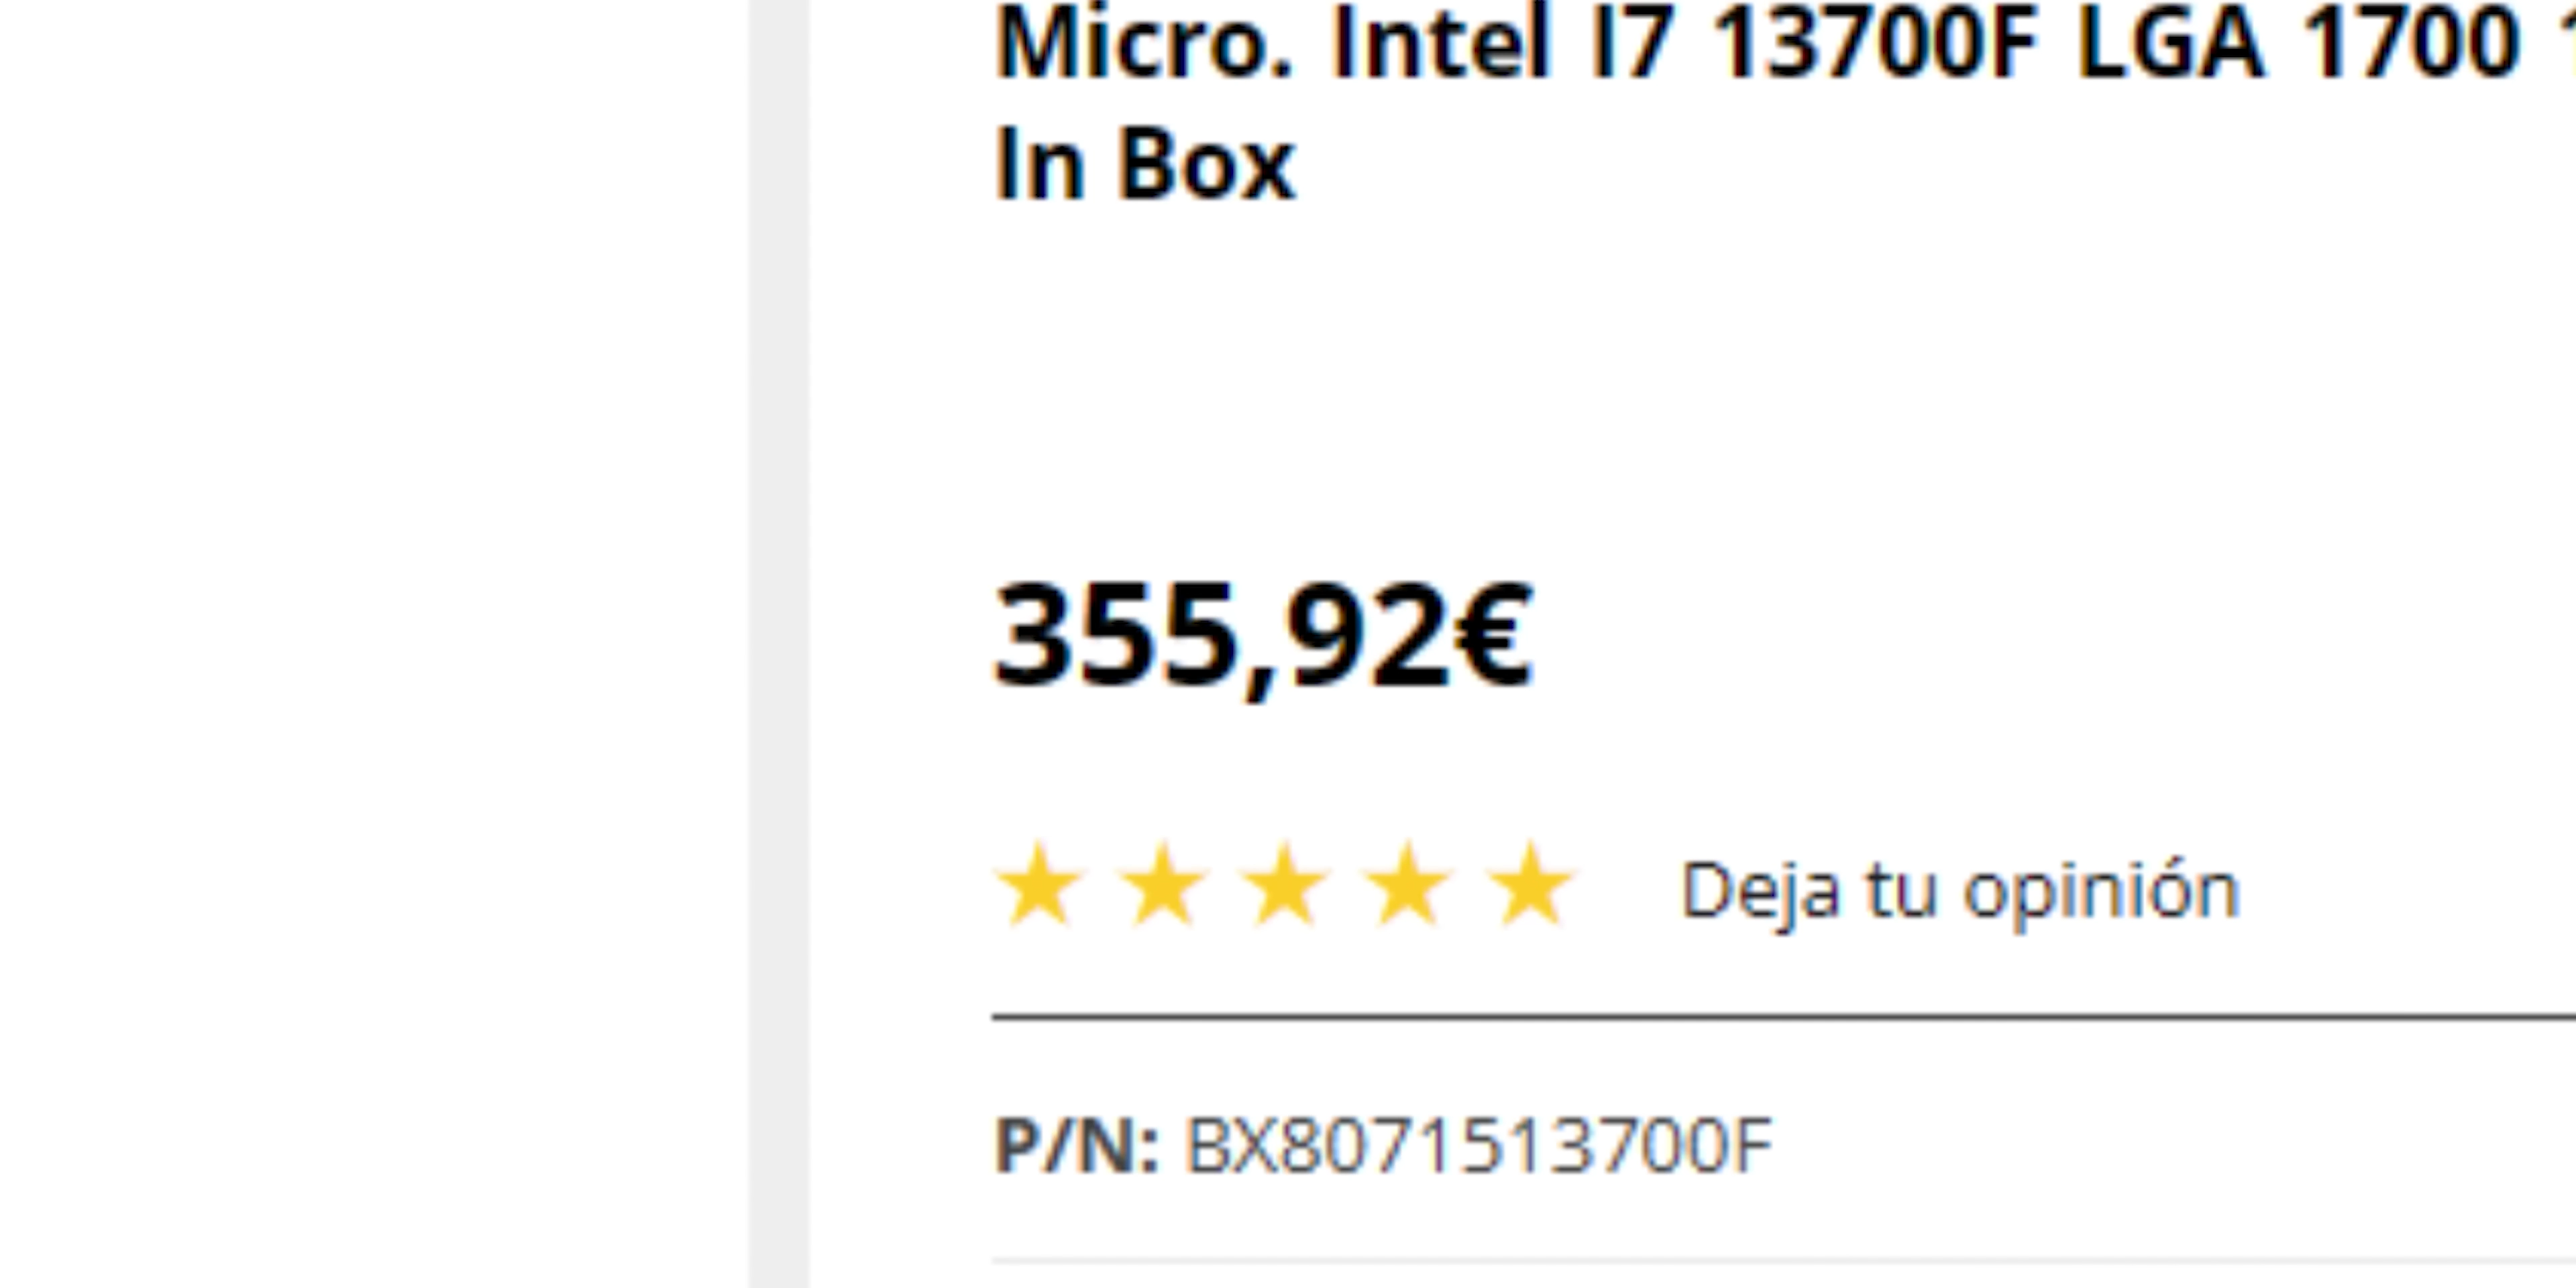 Micro. Intel I7 13700F LGA 1700
In Box
355,92€
Deja tu opinión
P/N: BX8071513700F